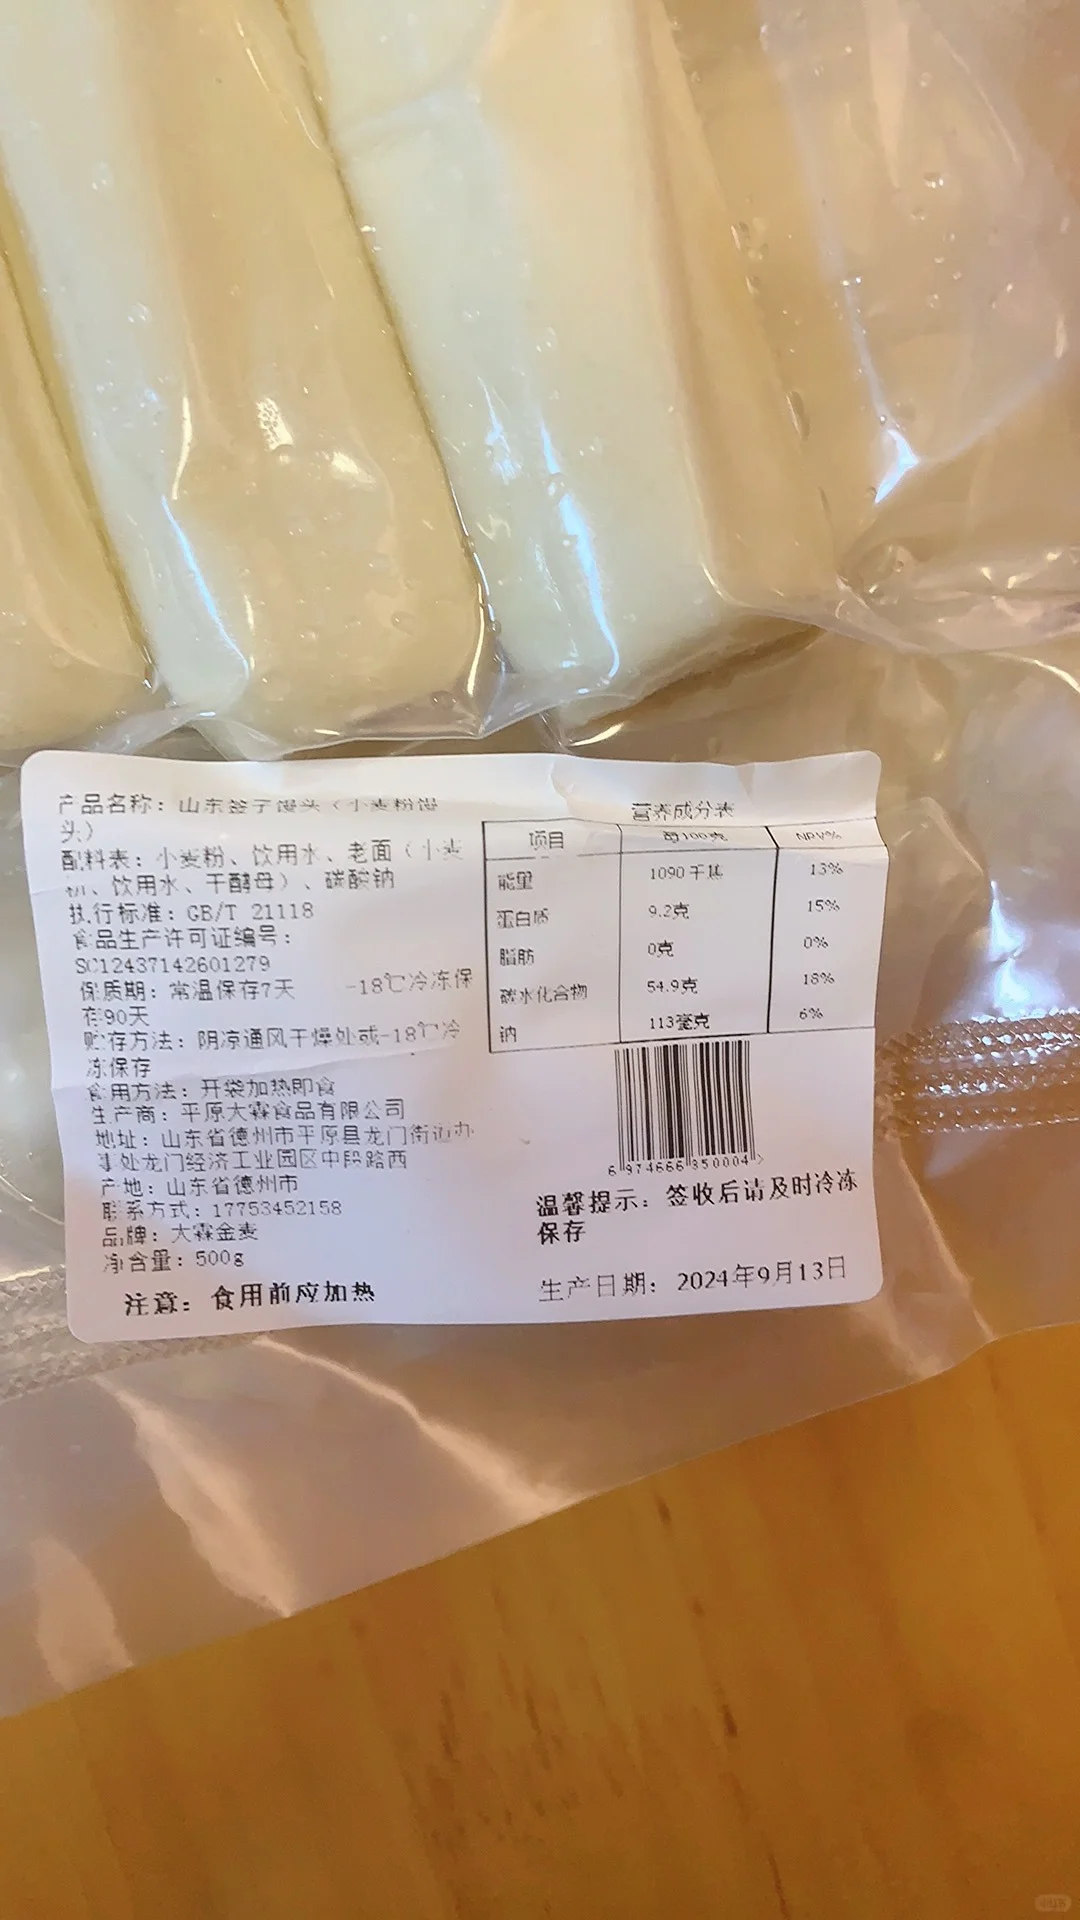 产品名称：山东签子馒头（小麦粉馒
头）
配料表：小麦粉、饮用水、老面（小麦
粉、饮用水、干酵母）、碳酸钠
执行标准：GB/T 21118
食品生产许可证编号：
SC12437142601279
保质期：常温保存7天 -18℃冷冻保
存90天
贮存方法：阴凉通风干燥处或-18℃冷
冻保存
食用方法：开袋加热即食
生产商：平原大霖食品有限公司
地址：山东省德州市平原县龙门街道办
事处龙门经济工业园区中段路西
产地：山东省德州市
联系方式：17753452158
品牌：大霖金麦
净含量：500g
注意：食用前应加热
营养成分表
项目 每100克 NRV%
能量 1090千焦 13%
蛋白质 9.2克 15%
脂肪 0克 0%
碳水化合物 54.9克 18%
钠 113毫克 6%
6 974666 350004 >
温馨提示：签收后请及时冷冻
保存
生产日期：2024年9月13日